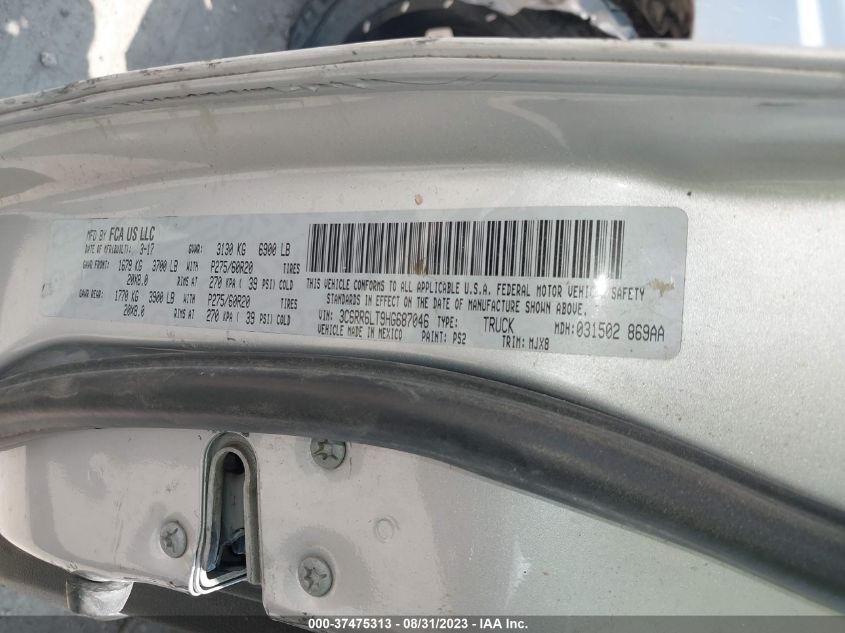 MFD BY FCA US LLC
DATE OF MFR(BUILT): 3-17 GVWR: 3130 KG 6900 LB
GAWR FRONT: 1679 KG 3700 LB WITH P275/60R20 TIRES
20X8.0 RIMS AT 270 KPA ( 39 PSI) COLD
GAWR REAR: 1770 KG 3900 LB WITH P275/60R20 TIRES
20X8.0 RIMS AT 270 KPA ( 39 PSI) COLD
THIS VEHICLE CONFORMS TO ALL APPLICABLE U.S.A. FEDERAL MOTOR VEHICLE SAFETY
STANDARDS IN EFFECT ON THE DATE OF MANUFACTURE SHOWN ABOVE.
VIN: 3C6RR6LT9HG687046 TYPE: TRUCK MDH: 031502 869AA
VEHICLE MADE IN MEXICO PAINT: PS2 TRIM: MJX8
000-37475313 - 08/31/2023 - IAA Inc.